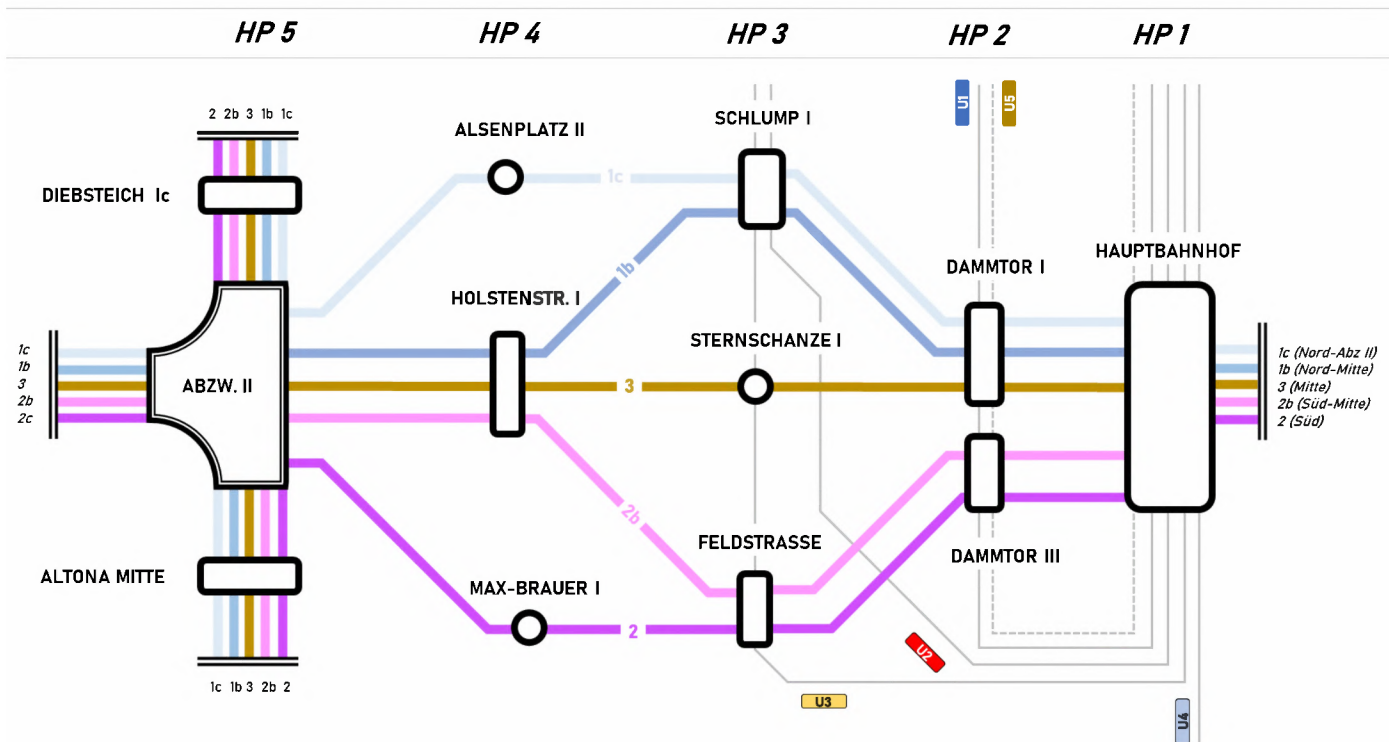 HP 5 HP 4 HP 3 HP 2 HP 1
2 2b 3 1b 1c
U1
U5
ALSENPLATZ II
SCHLUMP I
DIEBSTEICH Ic
1c
HAUPTBAHNHOF
DAMMTOR I
1b
HOLSTENSTR. I
STERNSCHANZE I
1c
1b
3
2b
2c
ABZW. II
3
1c (Nord-Abz II)
1b (Nord-Mitte)
3 (Mitte)
2b (Süd-Mitte)
2 (Süd)
2b
FELDSTRASSE
DAMMTOR III
ALTONA MITTE
MAX-BRAUER I
2
U2
1c 1b 3 2b 2
U3
U4